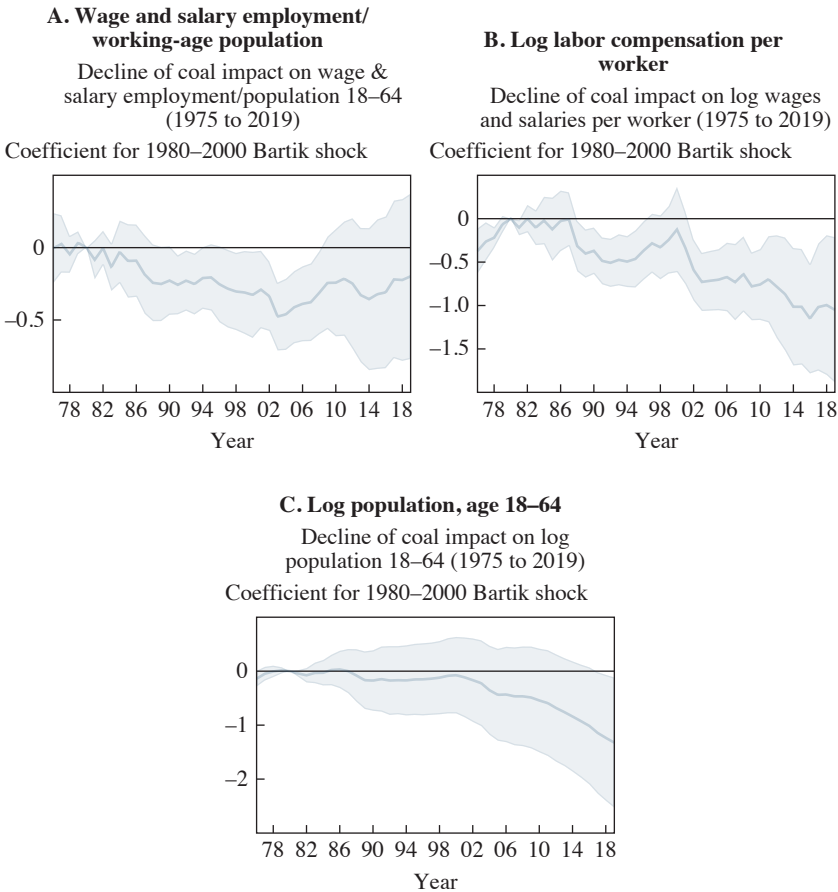 A. Wage and salary employment/
working-age population
Decline of coal impact on wage &
salary employment/population 18–64
(1975 to 2019)
Coefficient for 1980–2000 Bartik shock
0
–0.5
78 82 86 90 94 98 02 06 10 14 18
Year
B. Log labor compensation per
worker
Decline of coal impact on log wages
and salaries per worker (1975 to 2019)
Coefficient for 1980–2000 Bartik shock
0
–0.5
–1.0
–1.5
78 82 86 90 94 98 02 06 10 14 18
Year
C. Log population, age 18–64
Decline of coal impact on log
population 18–64 (1975 to 2019)
Coefficient for 1980–2000 Bartik shock
0
–1
–2
78 82 86 90 94 98 02 06 10 14 18
Year